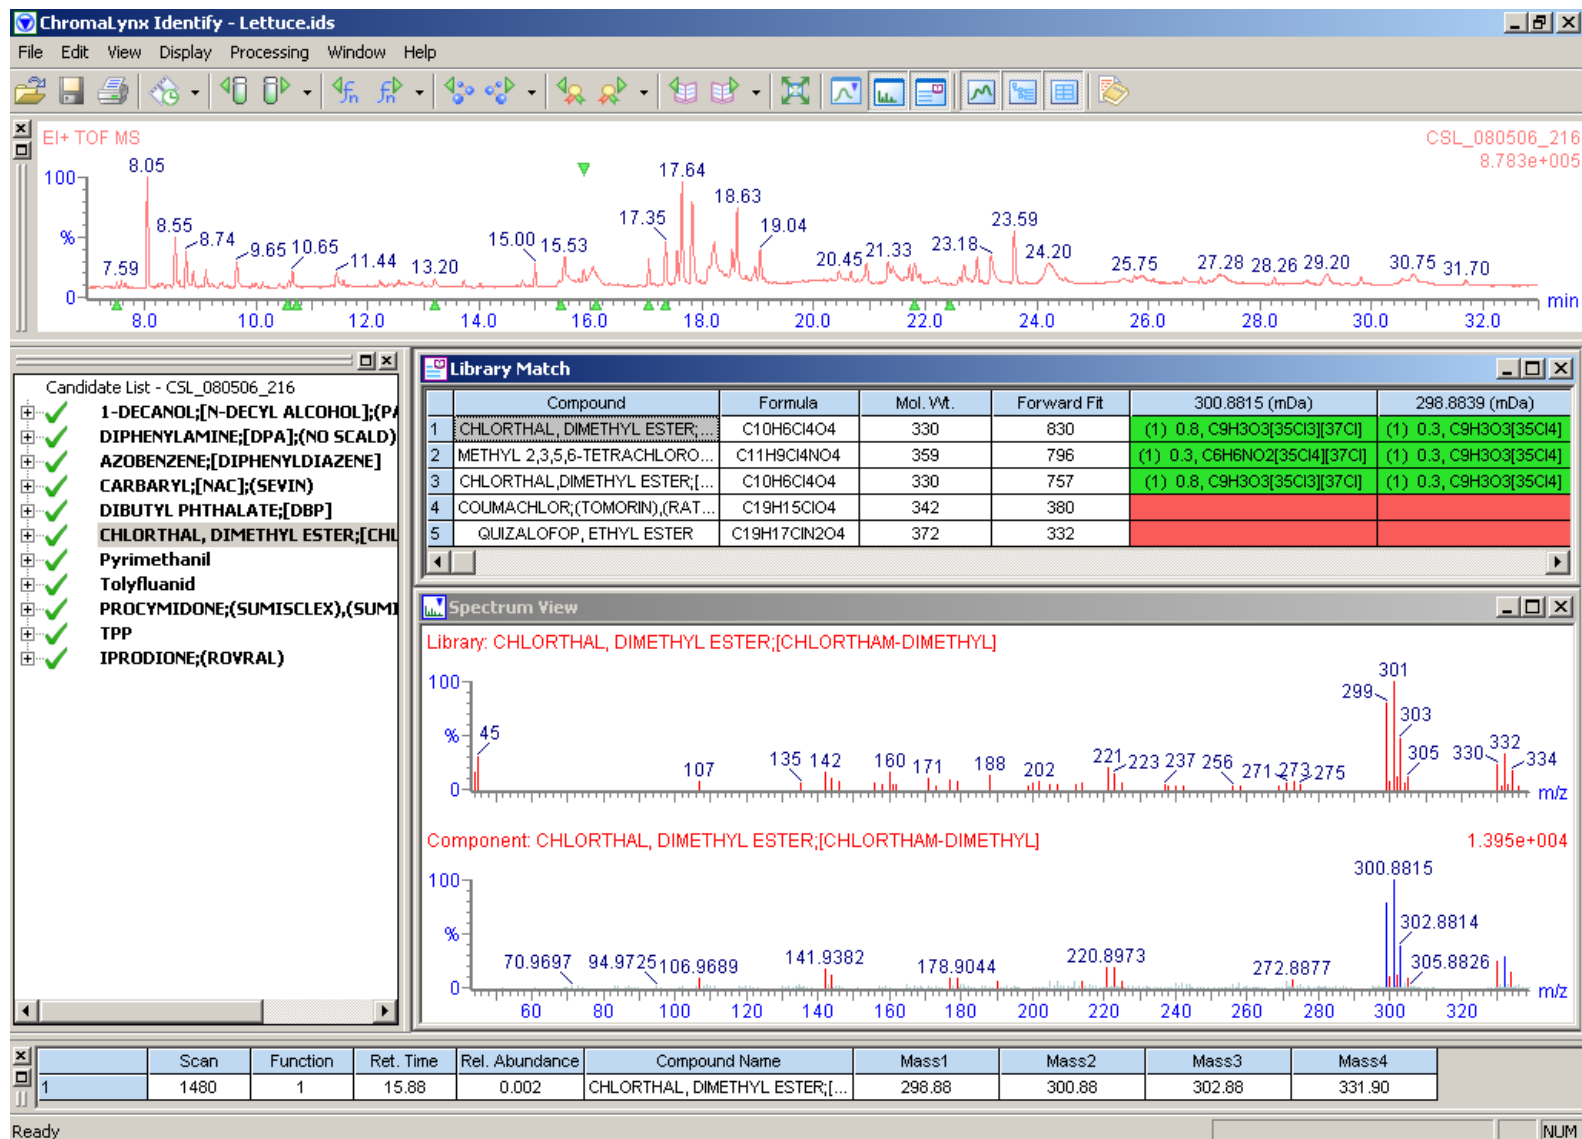 ChromaLynx Identify - Lettuce.ids
File Edit View Display Processing Window Help
EI+ TOF MS
CSL_080506_216
8.783e+005
100
%
0
8.05
7.59
8.55
8.74
9.65
10.65
11.44
13.20
15.00
15.53
17.35
17.64
18.63
19.04
20.45
21.33
23.18
23.59
24.20
25.75
27.28
28.26
29.20
30.75
31.70
min
8.0 10.0 12.0 14.0 16.0 18.0 20.0 22.0 24.0 26.0 28.0 30.0 32.0
Candidate List - CSL_080506_216
1-DECANOL;[N-DECYL ALCOHOL];(PA
DIPHENYLAMINE;[DPA];(NO SCALD)
AZOBENZENE;[DIPHENYLDIAZENE]
CARBARYL;[NAC];(SEVIN)
DIBUTYL PHTHALATE;[DBP]
CHLORTHAL, DIMETHYL ESTER;[CHL
Pyrimethanil
Tolyfluanid
PROCYMIDONE;(SUMISCLEX),(SUMI
TPP
IPRODIONE;(ROVRAL)
Library Match
Compound Formula Mol. Wt. Forward Fit 300.8815 (mDa) 298.8839 (mDa)
1 CHLORTHAL, DIMETHYL ESTER;... C10H6Cl4O4 330 830 (1) 0.8, C9H3O3[35Cl3][37Cl] (1) 0.3, C9H3O3[35Cl4]
2 METHYL 2,3,5,6-TETRACHLORO... C11H9Cl4NO4 359 796 (1) 0.3, C6H6NO2[35Cl4][37Cl] (1) 0.3, C9H3O3[35Cl4]
3 CHLORTHAL,DIMETHYL ESTER;[... C10H6Cl4O4 330 757 (1) 0.8, C9H3O3[35Cl3][37Cl] (1) 0.3, C9H3O3[35Cl4]
4 COUMACHLOR;(TOMORIN),(RAT... C19H15ClO4 342 380
5 QUIZALOFOP, ETHYL ESTER C19H17ClN2O4 372 332
Spectrum View
Library: CHLORTHAL, DIMETHYL ESTER;[CHLORTHAM-DIMETHYL]
100
%
0
45
107
135
142
160
171
188
202
221
223
237
256
271
273
275
299
301
303
305
330
332
334
m/z
Component: CHLORTHAL, DIMETHYL ESTER;[CHLORTHAM-DIMETHYL]
1.395e+004
100
%
0
70.9697
94.9725
106.9689
141.9382
178.9044
220.8973
272.8877
300.8815
302.8814
305.8826
m/z
60 80 100 120 140 160 180 200 220 240 260 280 300 320
Scan Function Ret. Time Rel. Abundance Compound Name Mass1 Mass2 Mass3 Mass4
1 1480 1 15.88 0.002 CHLORTHAL, DIMETHYL ESTER;[... 298.88 300.88 302.88 331.90
Ready
NUM